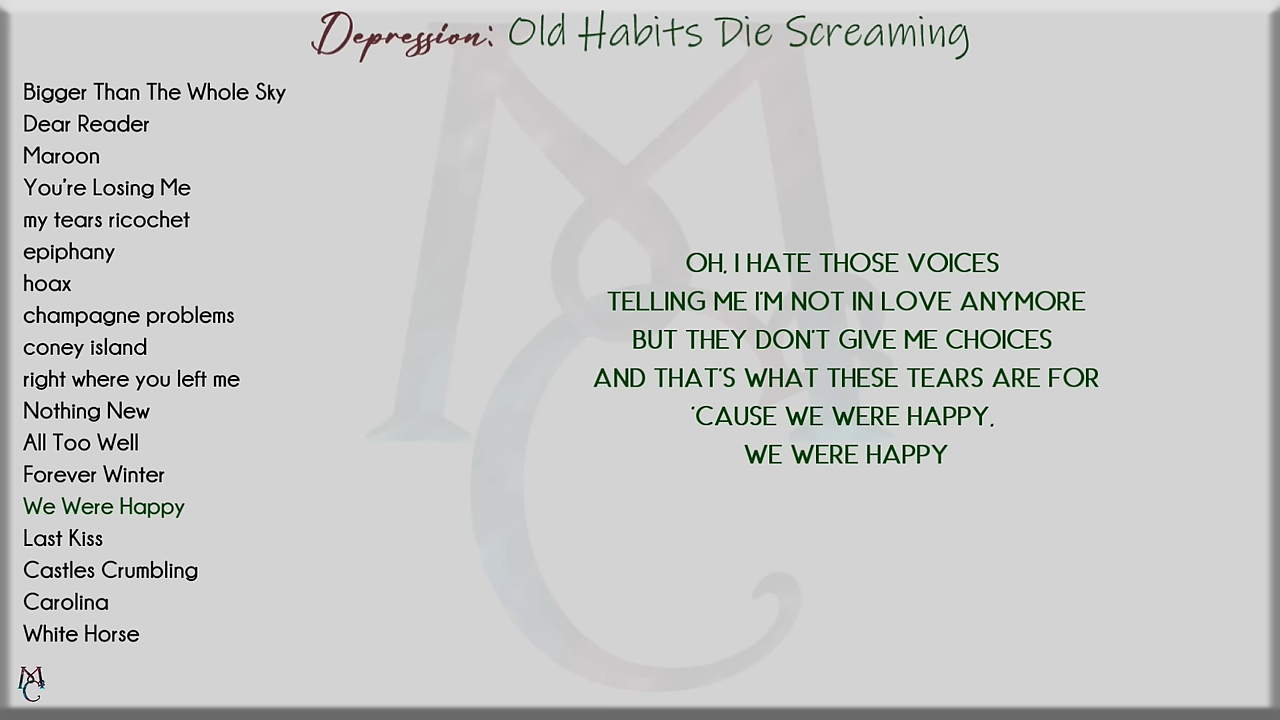 Depression: Old Habits Die Screaming
Bigger Than The Whole Sky
Dear Reader
Maroon
You're Losing Me
my tears ricochet
epiphany
hoax
champagne problems
coney island
right where you left me
Nothing New
All Too Well
Forever Winter
We Were Happy
Last Kiss
Castles Crumbling
Carolina
White Horse
OH, I HATE THOSE VOICES
TELLING ME I'M NOT IN LOVE ANYMORE
BUT THEY DON'T GIVE ME CHOICES
AND THAT'S WHAT THESE TEARS ARE FOR
'CAUSE WE WERE HAPPY,
WE WERE HAPPY